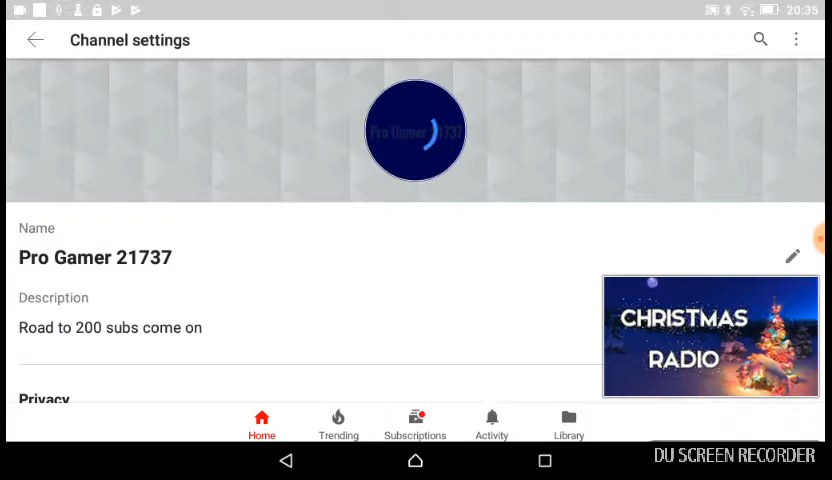 20:35
Channel settings
Pro Gamer 21737
Name
Pro Gamer 21737
Description
Road to 200 subs come on
CHRISTMAS
RADIO
Privacy
Home
Trending
Subscriptions
Activity
Library
DU SCREEN RECORDER